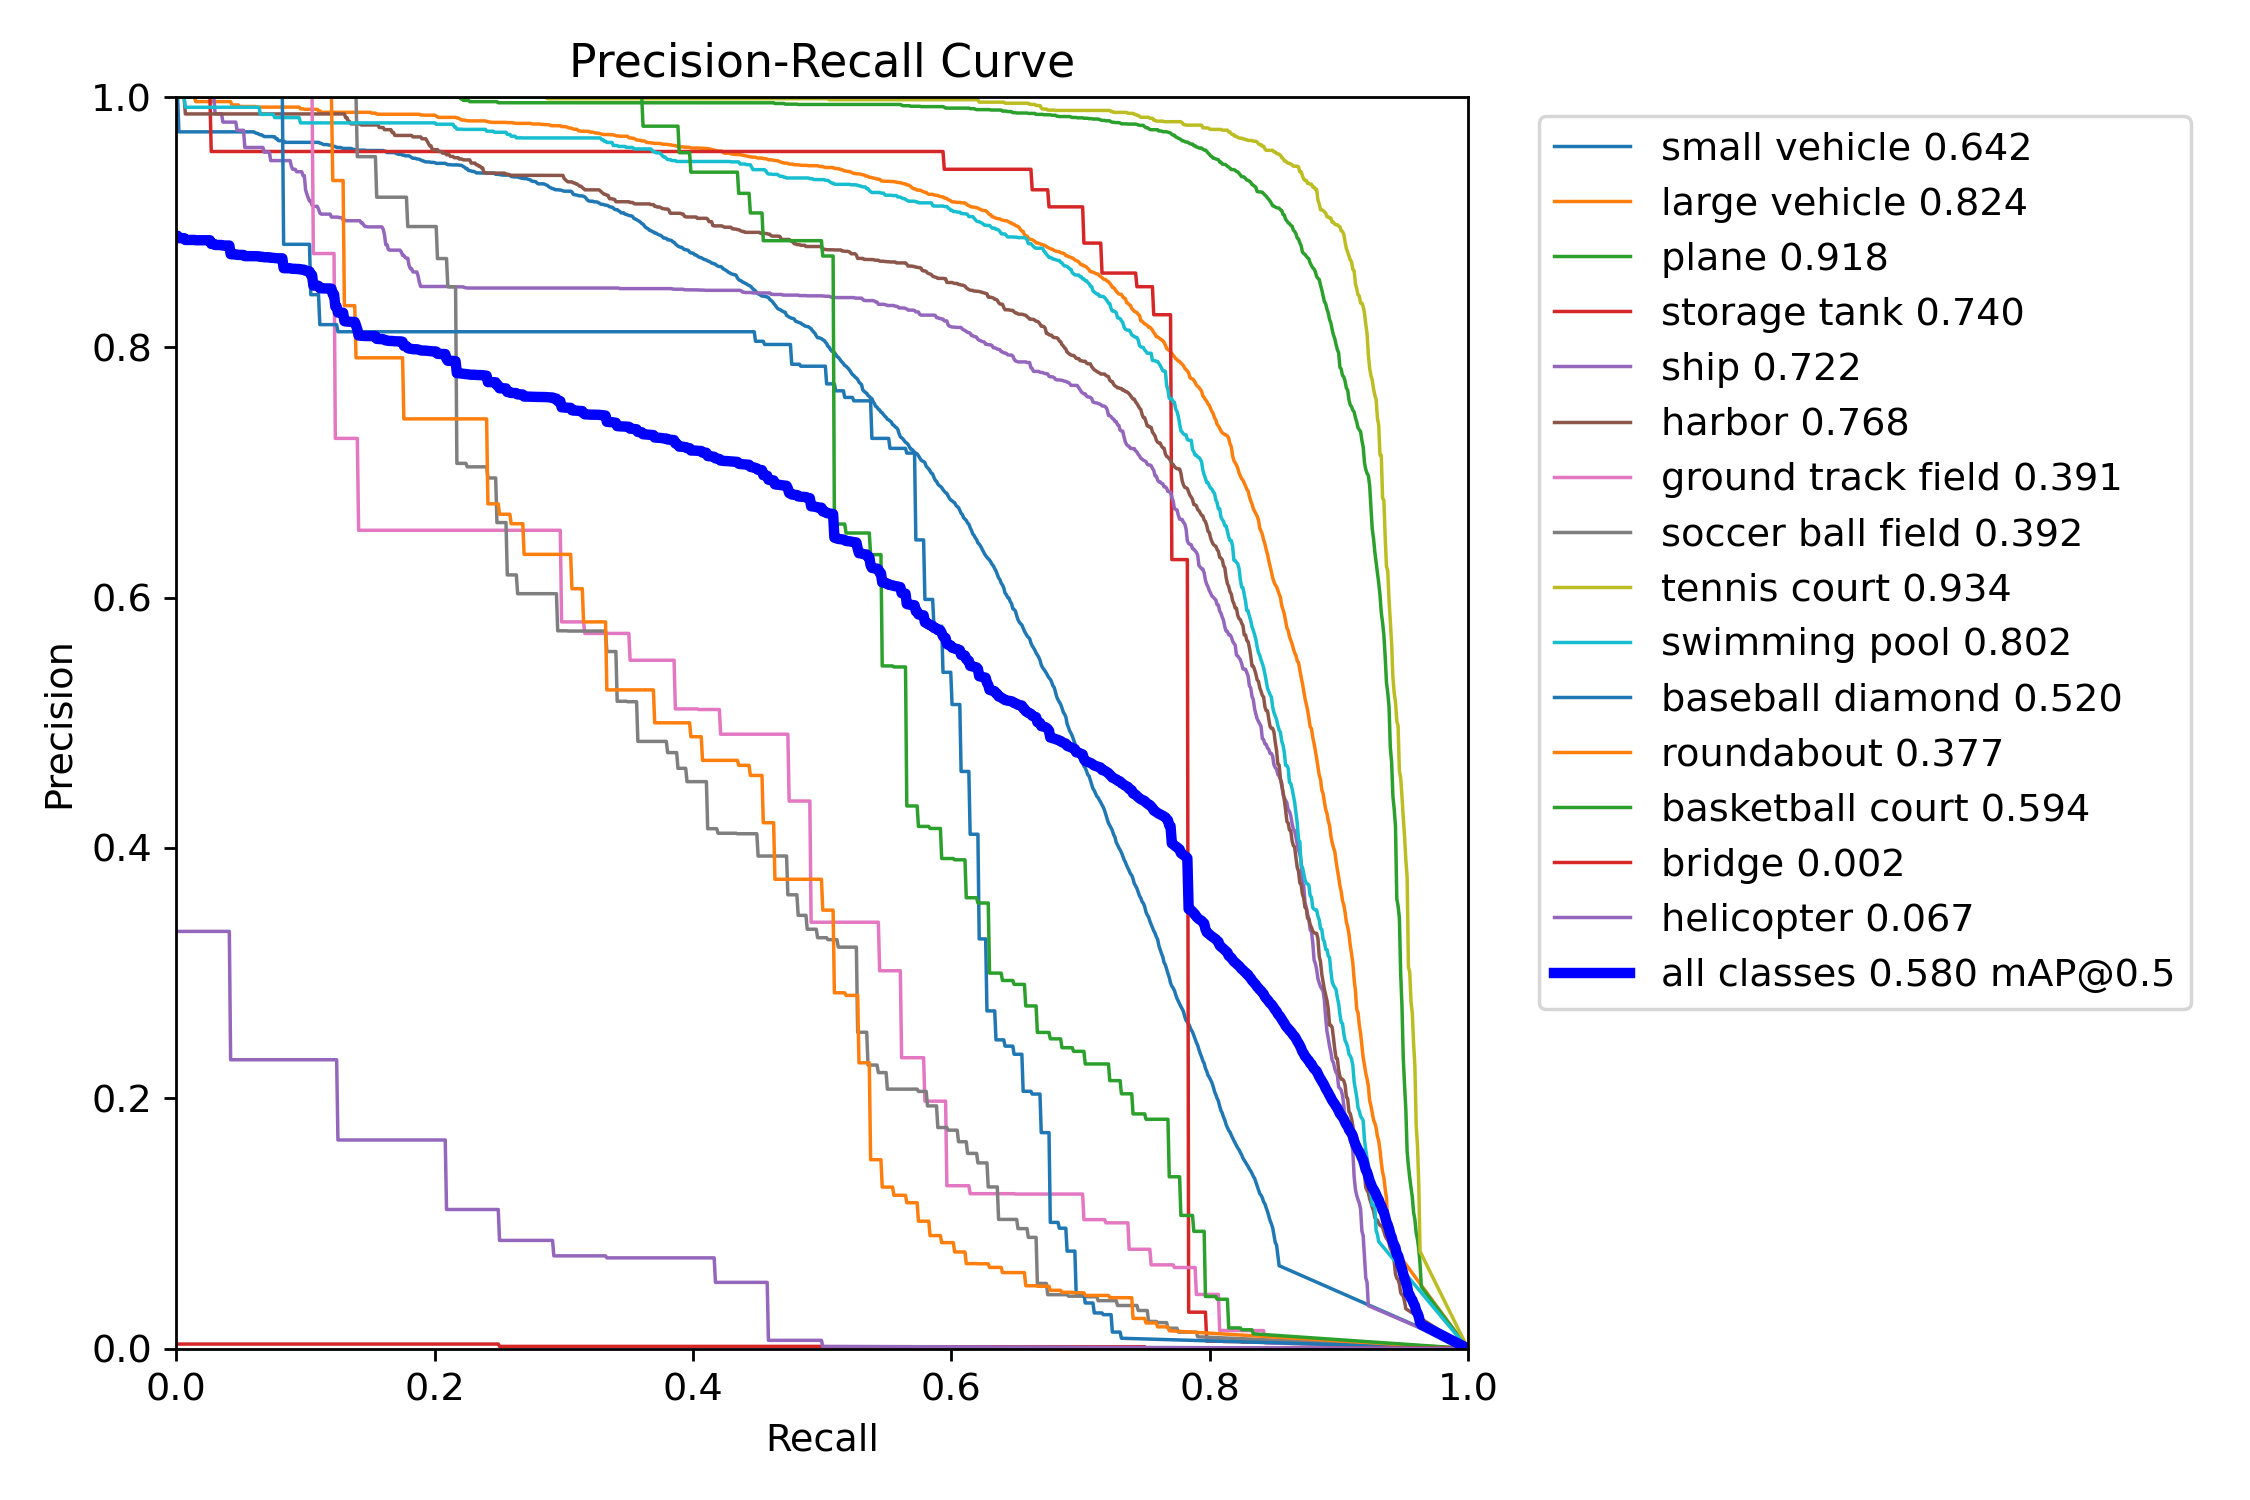 Precision-Recall Curve
1.0
0.8
0.6
0.4
0.2
0.0
Precision
0.0 0.2 0.4 0.6 0.8 1.0
Recall
small vehicle 0.642
large vehicle 0.824
plane 0.918
storage tank 0.740
ship 0.722
harbor 0.768
ground track field 0.391
soccer ball field 0.392
tennis court 0.934
swimming pool 0.802
baseball diamond 0.520
roundabout 0.377
basketball court 0.594
bridge 0.002
helicopter 0.067
all classes 0.580 mAP@0.5